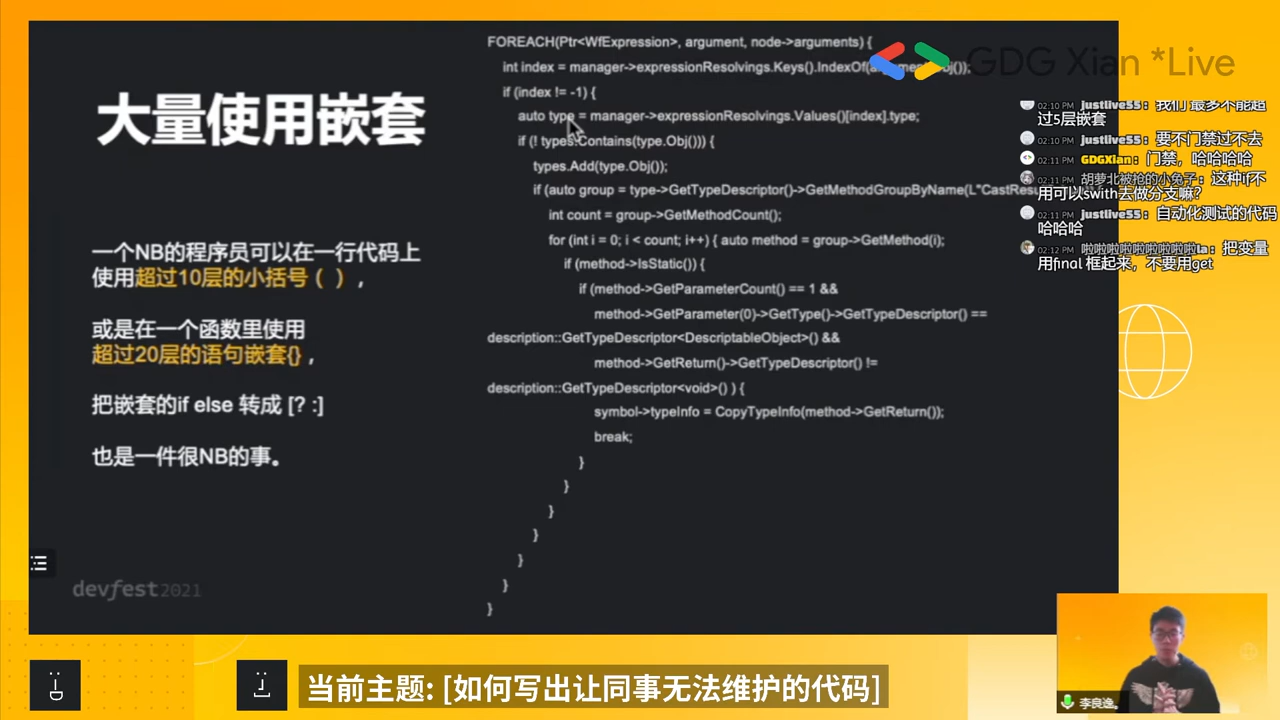 大量使用嵌套
一个NB的程序员可以在一行代码上
使用超过10层的小括号（ ），
或是在一个函数里使用
超过20层的语句嵌套{}，
把嵌套的if else 转成 [? :]
也是一件很NB的事。
devfest2021
FOREACH(Ptr<WfExpression>, argument, node->arguments) {
int index = manager->expressionResolvings.Keys().IndexOf(
if (index != -1) {
auto type = manager->expressionResolvings.Values()[index].type;
if (! types.Contains(type.Obj())) {
types.Add(type.Obj());
if (auto group = type->GetTypeDescriptor()->GetMethodGroupByName(L"CastResu
int count = group->GetMethodCount();
for (int i = 0; i < count; i++) { auto method = group->GetMethod(i);
if (method->IsStatic()) {
if (method->GetParameterCount() == 1 &&
method->GetParameter(0)->GetType()->GetTypeDescriptor() ==
description::GetTypeDescriptor<DescriptableObject>() &&
method->GetReturn()->GetTypeDescriptor() !=
description::GetTypeDescriptor<void>() ) {
symbol->typeInfo = CopyTypeInfo(method->GetReturn());
break;
}
}
}
}
}
}
}
GDG Xian *Live
02:10 PM justlive55：我们 最多不能超
过5层嵌套
02:10 PM justlive55：要不门禁过不去
02:11 PM GDGXian：门禁，哈哈哈哈
02:11 PM 胡萝北被抢的小兔子：这种if不
用可以swith去做分支嘛？
02:11 PM justlive55：自动化测试的代码
哈哈哈
02:12 PM 啦啦啦啦啦啦啦啦啦la：把变量
用final 框起来，不要用get
当前主题: [如何写出让同事无法维护的代码]
李良逸